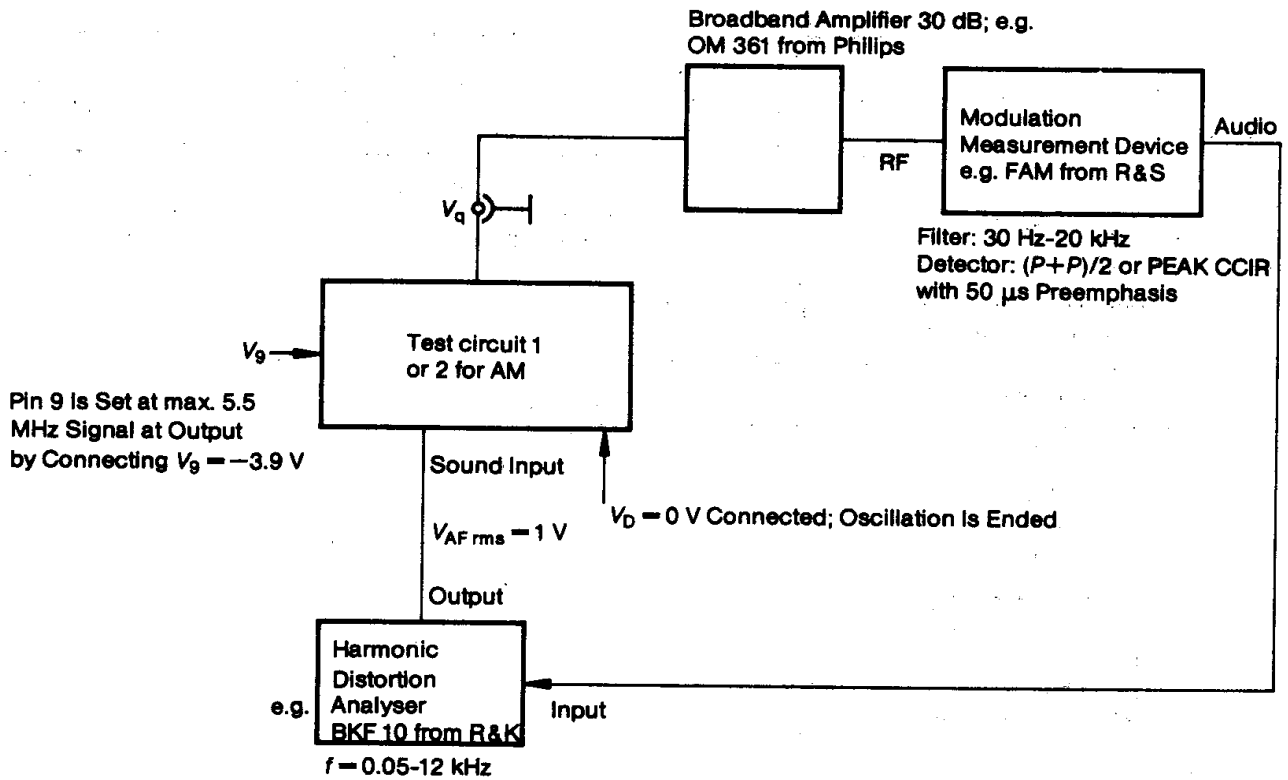 Broadband Amplifier 30 dB; e.g.
OM 361 from Philips
Modulation
Measurement Device
e.g. FAM from R&S
Audio
RF
Filter: 30 Hz-20 kHz
Detector: (P+P)/2 or PEAK CCIR
with 50 µs Preemphasis
Vq
Test circuit 1
or 2 for AM
V9
Pin 9 is Set at max. 5.5
MHz Signal at Output
by Connecting V9 = −3.9 V
Sound Input
VD = 0 V Connected; Oscillation is Ended
VAF rms = 1 V
Output
Harmonic
Distortion
Analyser
BKF 10 from R&K
e.g.
Input
f = 0.05-12 kHz